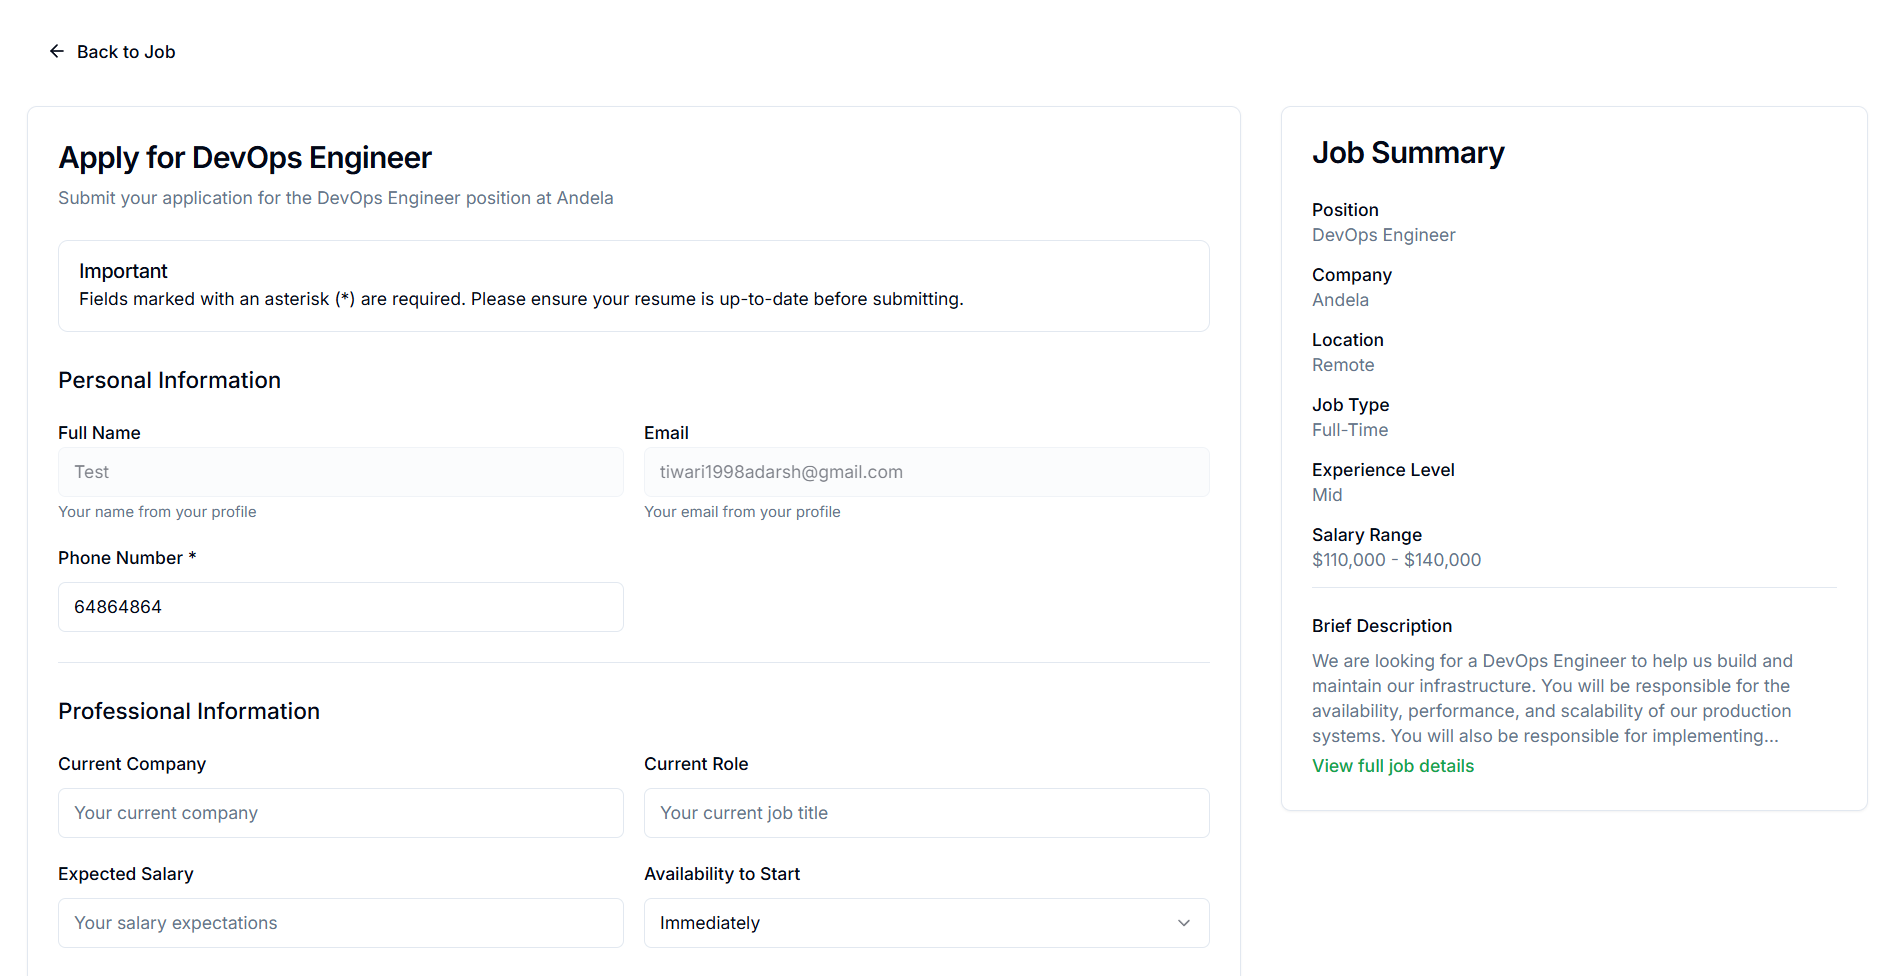 Back to Job
Apply for DevOps Engineer
Submit your application for the DevOps Engineer position at Andela
Important
Fields marked with an asterisk (*) are required. Please ensure your resume is up-to-date before submitting.
Personal Information
Full Name
Test
Your name from your profile
Email
tiwari1998adarsh@gmail.com
Your email from your profile
Phone Number *
64864864
Professional Information
Current Company
Your current company
Current Role
Your current job title
Expected Salary
Your salary expectations
Availability to Start
Immediately
Job Summary
Position
DevOps Engineer
Company
Andela
Location
Remote
Job Type
Full-Time
Experience Level
Mid
Salary Range
$110,000 - $140,000
Brief Description
We are looking for a DevOps Engineer to help us build and
maintain our infrastructure. You will be responsible for the
availability, performance, and scalability of our production
systems. You will also be responsible for implementing...
View full job details